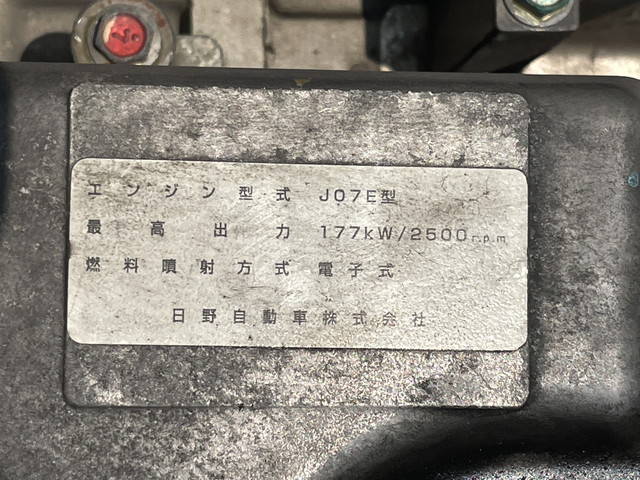 エンジン型式 J07E型
最高出力 177kW/2500r.p.m
燃料噴射方式 電子式
日野自動車株式会社